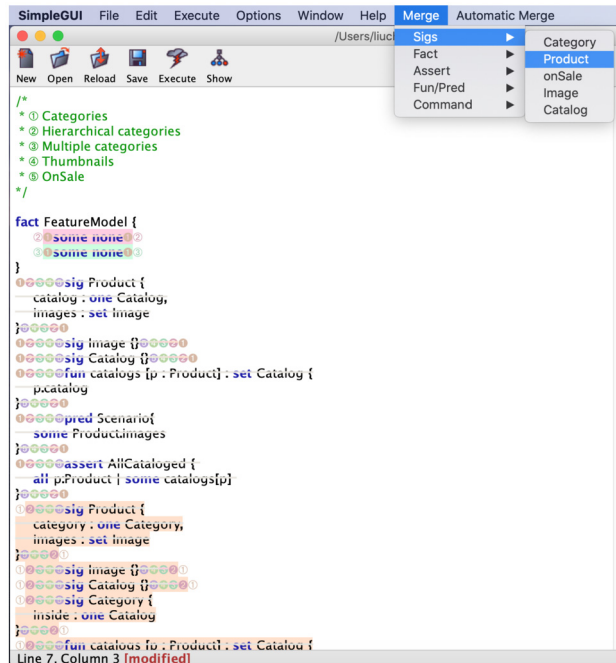 SimpleGUI File Edit Execute Options Window Help Merge Automatic Merge
/Users/liuc
Sigs ▶
Fact ▶
Assert ▶
Fun/Pred ▶
Command ▶
Category
Product
onSale
Image
Catalog
New Open Reload Save Execute Show
/*
* ① Categories
* ② Hierarchical categories
* ③ Multiple categories
* ④ Thumbnails
* ⑤ OnSale
*/
fact FeatureModel {
②❶some none❶②
③❶some none❶③
}
sig Product {
catalog : one Catalog,
images : set Image
}
sig Image {}
sig Catalog {}
fun catalogs [p : Product] : set Catalog {
p.catalog
}
pred Scenario{
some Product.images
}
assert AllCataloged {
all p:Product | some catalogs[p]
}
sig Product {
category : one Category,
images : set Image
}
sig Image {}
sig Catalog {}
sig Category {
inside : one Catalog
}
fun catalogs [p : Product] : set Catalog {
Line 7, Column 3 [modified]